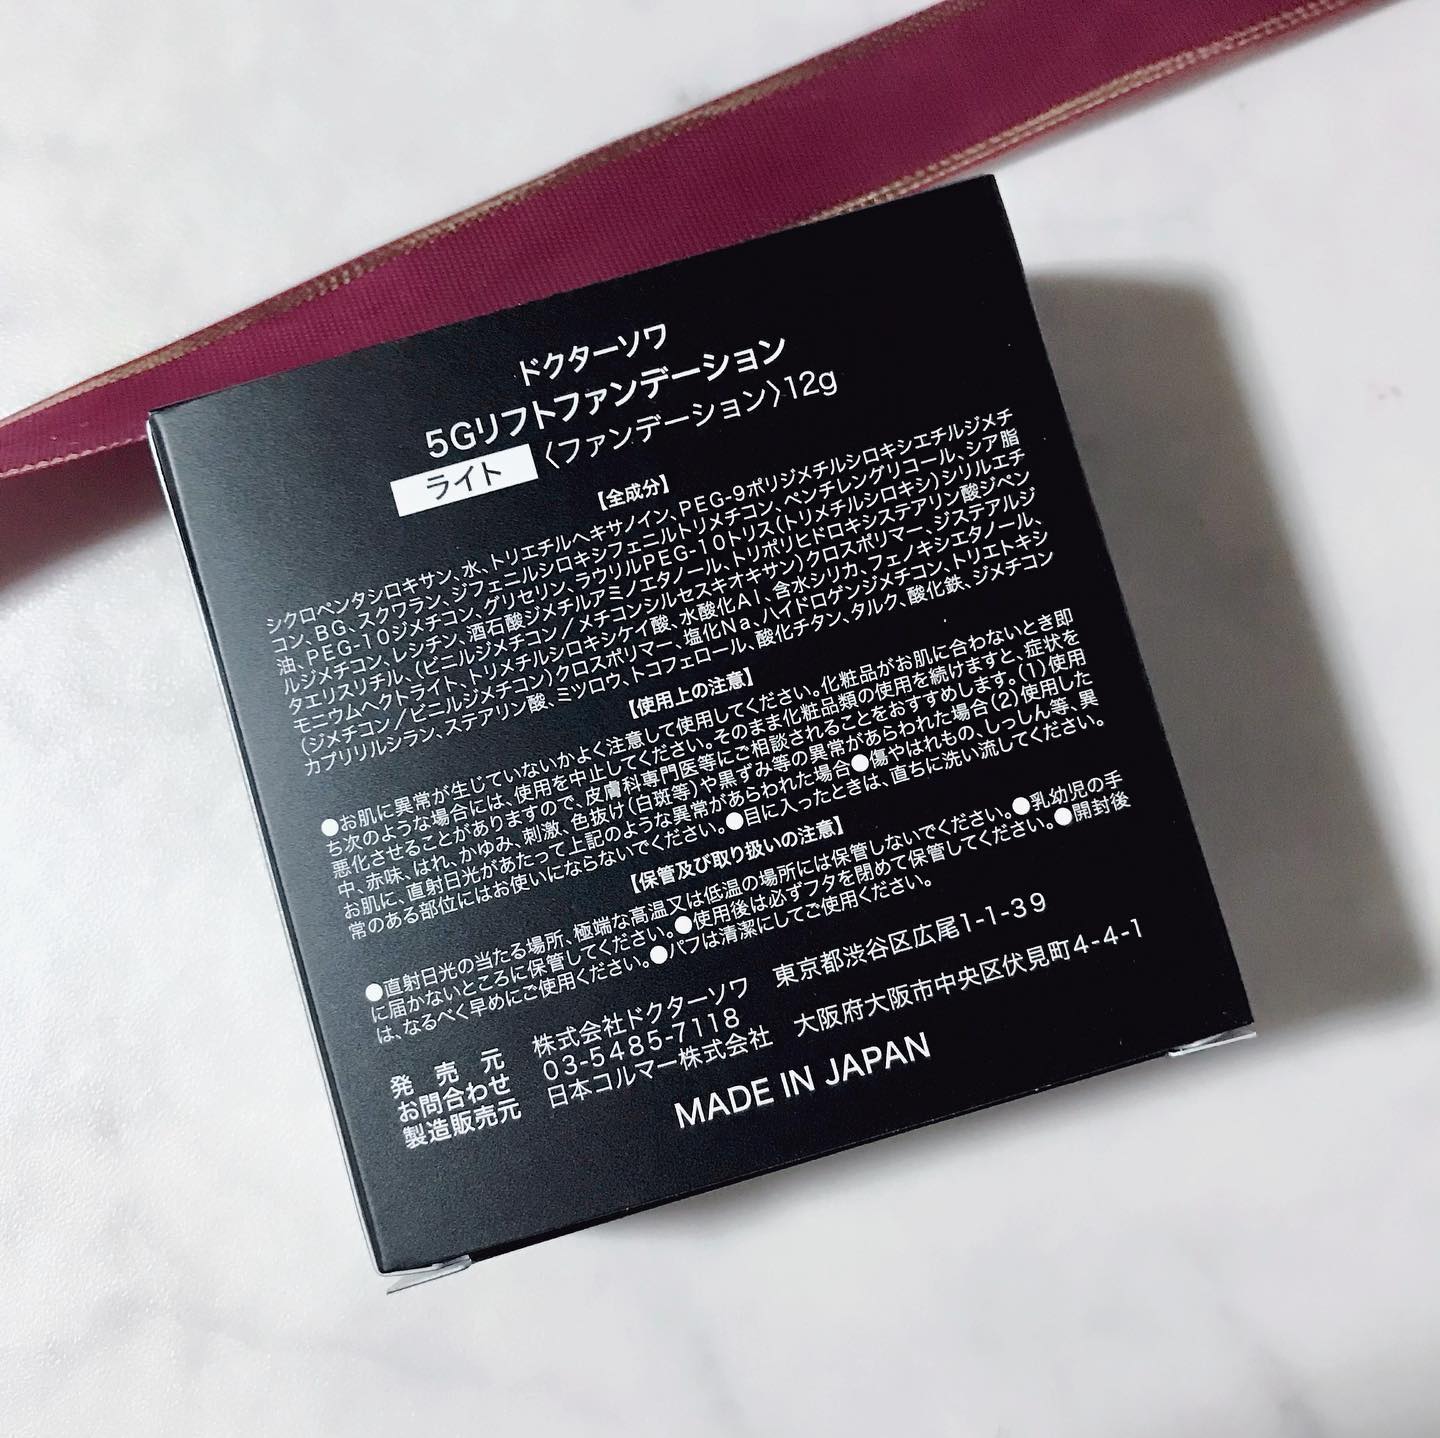 ドクターソワ
5Gリフトファンデーション
ライト 〈ファンデーション〉12g
【全成分】
シクロペンタシロキサン、水、トリエチルヘキサノイン、PEG-9ポリジメチルシロキシエチルジメチ
コン、BG、スクワラン、ジフェニルシロキシフェニルトリメチコン、ペンチレングリコール、シア脂
油、PEG-10ジメチコン、グリセリン、ラウリルPEG-10トリス(トリメチルシロキシ)シリルエチ
ルジメチコン、レシチン、酒石酸ジメチルアミノエタノール、トリポリヒドロキシステアリン酸ジペン
タエリスリチル、(ビニルジメチコン/メチコンシルセスキオキサン)クロスポリマー、ジステアルジ
モニウムヘクトライト、トリメチルシロキシケイ酸、水酸化Al、含水シリカ、フェノキシエタノール、
(ジメチコン/ビニルジメチコン)クロスポリマー、塩化Na、ハイドロゲンジメチコン、トリエトキシ
カプリリルシラン、ステアリン酸、ミツロウ、トコフェロール、酸化チタン、タルク、酸化鉄、ジメチコン
【使用上の注意】
●お肌に異常が生じていないかよく注意して使用してください。化粧品がお肌に合わないとき即
ち次のような場合には、使用を中止してください。そのまま化粧品類の使用を続けますと、症状を
悪化させることがありますので、皮膚科専門医等にご相談されることをおすすめします。(1)使用
中、赤味、はれ、かゆみ、刺激、色抜け(白斑等)や黒ずみ等の異常があらわれた場合(2)使用した
お肌に、直射日光があたって上記のような異常があらわれた場合●傷やはれもの、しっしん等、異
常のある部位にはお使いにならないでください。●目に入ったときは、直ちに洗い流してください。
【保管及び取り扱いの注意】
●直射日光の当たる場所、極端な高温又は低温の場所には保管しないでください。●乳幼児の手
に届かないところに保管してください。●使用後は必ずフタを閉めて保管してください。●開封後
は、なるべく早めにご使用ください。●パフは清潔にしてご使用ください。
発売元 株式会社ドクターソワ 東京都渋谷区広尾1-1-39
お問合わせ 03-5485-7118
製造販売元 日本コルマー株式会社 大阪府大阪市中央区伏見町4-4-1
MADE IN JAPAN